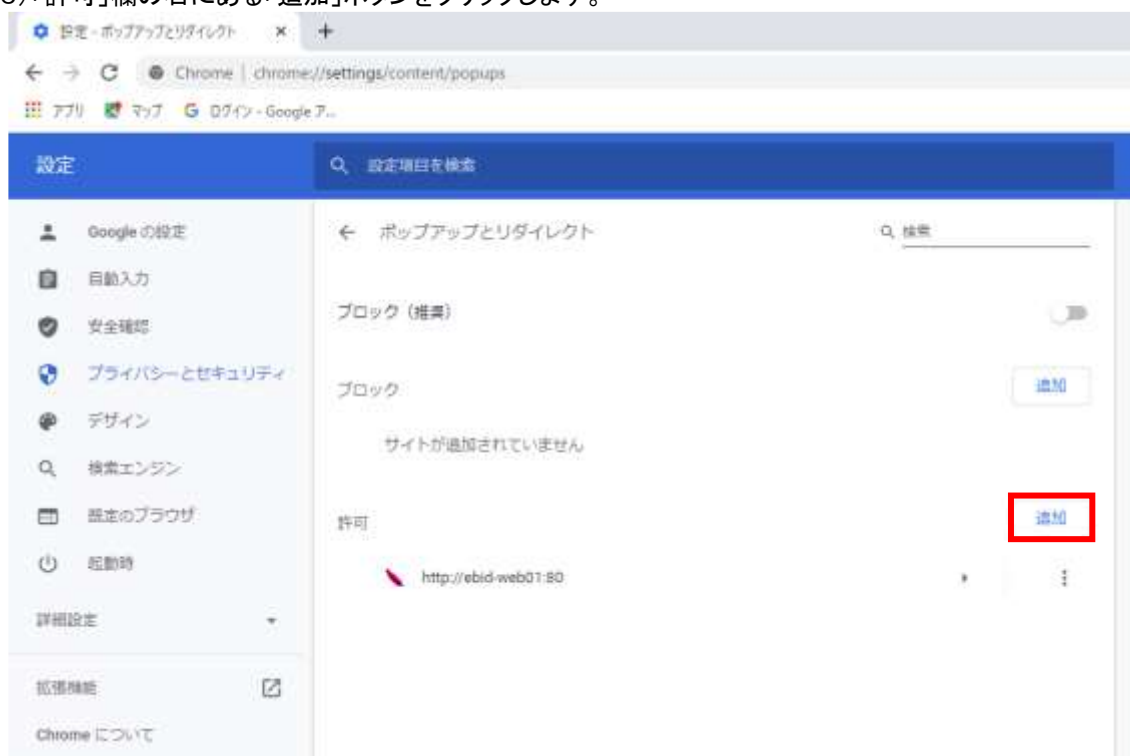 「許可」欄の右にある「追加」ボタンをクリックします。
設定 - ポップアップとリダイレクト × +
Chrome | chrome://settings/content/popups
アプリ マップ ログイン - Google ア...
設定
設定項目を検索
Google の設定
自動入力
安全確認
プライバシーとセキュリティ
デザイン
検索エンジン
既定のブラウザ
起動時
詳細設定
拡張機能
Chrome について
ポップアップとリダイレクト
検索
ブロック（推奨）
ブロック
追加
サイトが追加されていません
許可
追加
http://ebid-web01:80